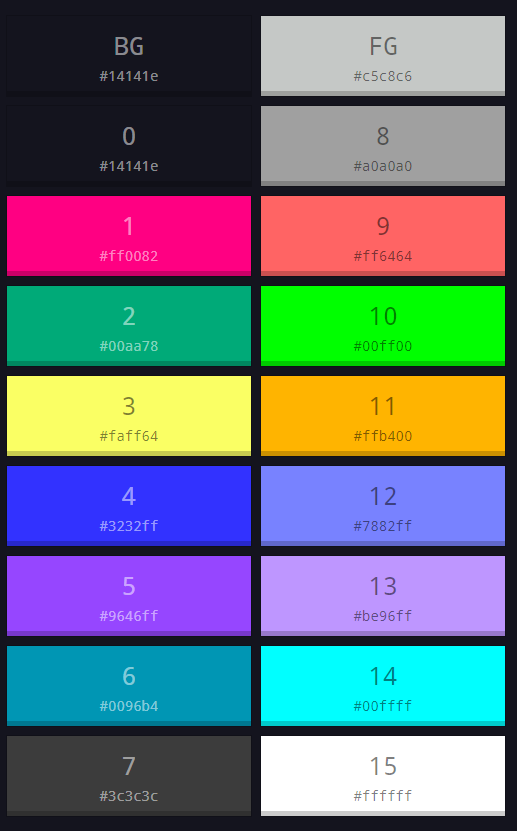 BG
#14141e
FG
#c5c8c6
0
#14141e
8
#a0a0a0
1
#ff0082
9
#ff6464
2
#00aa78
10
#00ff00
3
#faff64
11
#ffb400
4
#3232ff
12
#7882ff
5
#9646ff
13
#be96ff
6
#0096b4
14
#00ffff
7
#3c3c3c
15
#ffffff